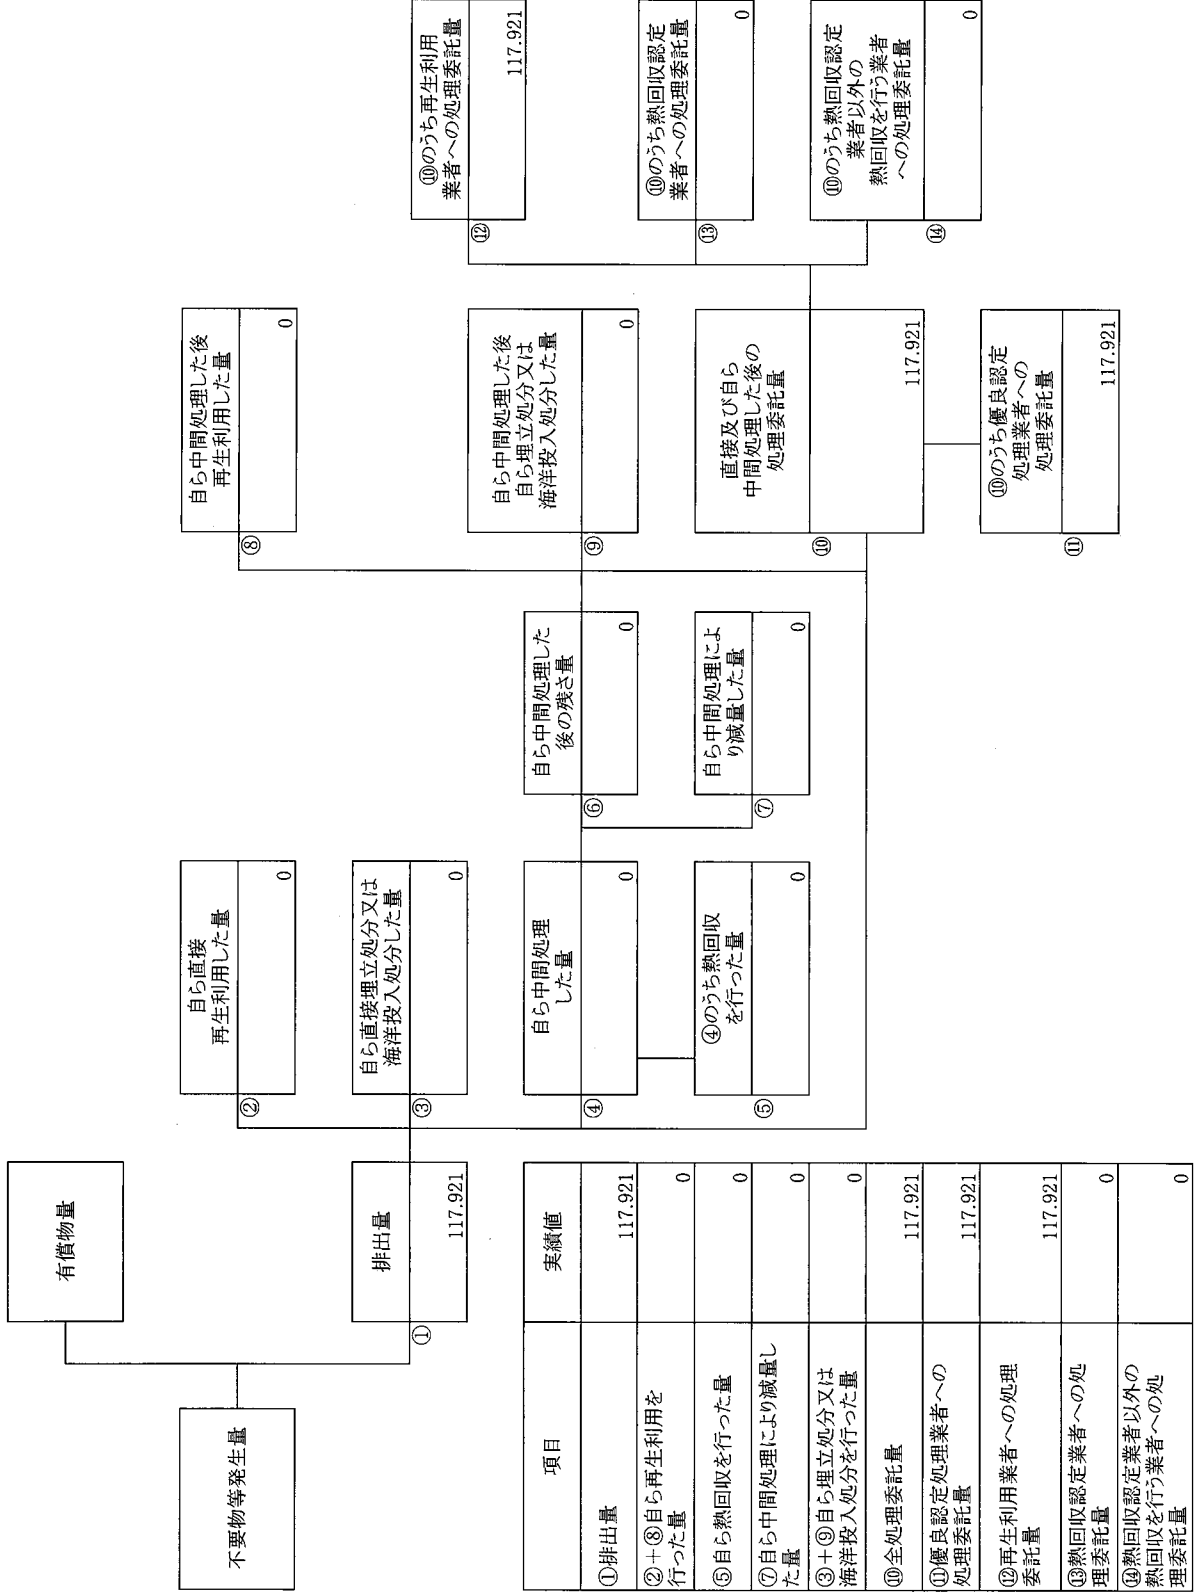 不要物等発生量
有償物量
①
排出量
117.921
②
自ら直接
再生利用した量
0
③
自ら直接埋立処分又は
海洋投入処分した量
0
④
自ら中間処理
した量
0
⑤
④のうち熱回収
を行った量
0
⑥
自ら中間処理した
後の残さ量
0
⑦
自ら中間処理によ
り減量した量
0
⑧
自ら中間処理した後
再生利用した量
0
⑨
自ら中間処理した後
自ら埋立処分又は
海洋投入処分した量
0
⑩
直接及び自ら
中間処理した後の
処理委託量
117.921
⑪
⑩のうち優良認定
処理業者への
処理委託量
117.921
⑫
⑩のうち再生利用
業者への処理委託量
117.921
⑬
⑩のうち熱回収認定
業者への処理委託量
0
⑭
⑩のうち熱回収認定
業者以外の
熱回収を行う業者
への処理委託量
0
項目 実績値
①排出量 117.921
②+⑧自ら再生利用を
行った量 0
⑤自ら熱回収を行った量 0
⑦自ら中間処理により減量し
た量 0
③+⑨自ら埋立処分又は
海洋投入処分を行った量 0
⑩全処理委託量 117.921
⑪優良認定処理業者への
処理委託量 117.921
⑫再生利用業者への処理
委託量 117.921
⑬熱回収認定業者への処
理委託量 0
⑭熱回収認定業者以外の
熱回収を行う業者への処
理委託量 0